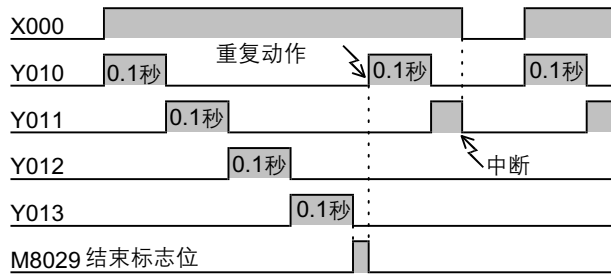 X000
重复动作
Y010 0.1秒 0.1秒 0.1秒
Y011 0.1秒
中断
Y012 0.1秒
Y013 0.1秒
M8029 结束标志位